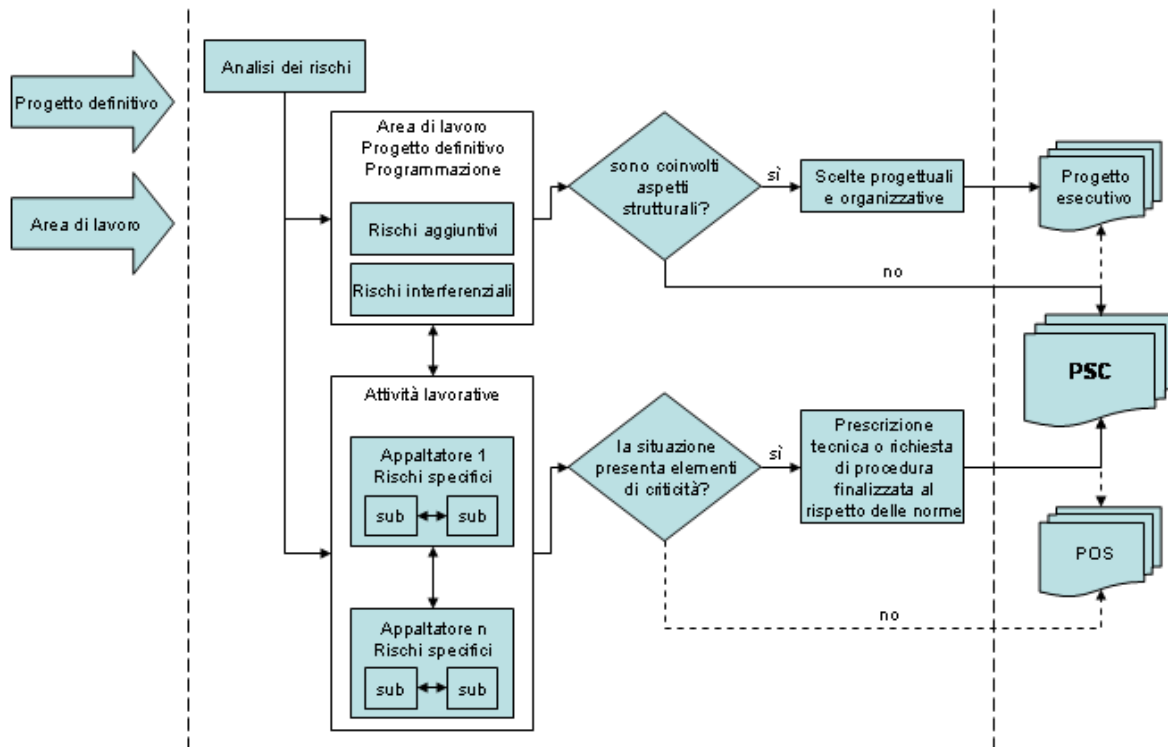 Progetto definitivo
Area di lavoro
Analisi dei rischi
Area di lavoro
Progetto definitivo
Programmazione
Rischi aggiuntivi
Rischi interferenziali
sono coinvolti
aspetti
strutturali?
sì
Scelte progettuali
e organizzative
Progetto
esecutivo
no
PSC
Attività lavorative
Appaltatore 1
Rischi specifici
sub
sub
Appaltatore n
Rischi specifici
sub
sub
la situazione
presenta elementi
di criticità?
sì
Prescrizione
tecnica o richiesta
di procedura
finalizzata al
rispetto delle norme
POS
no